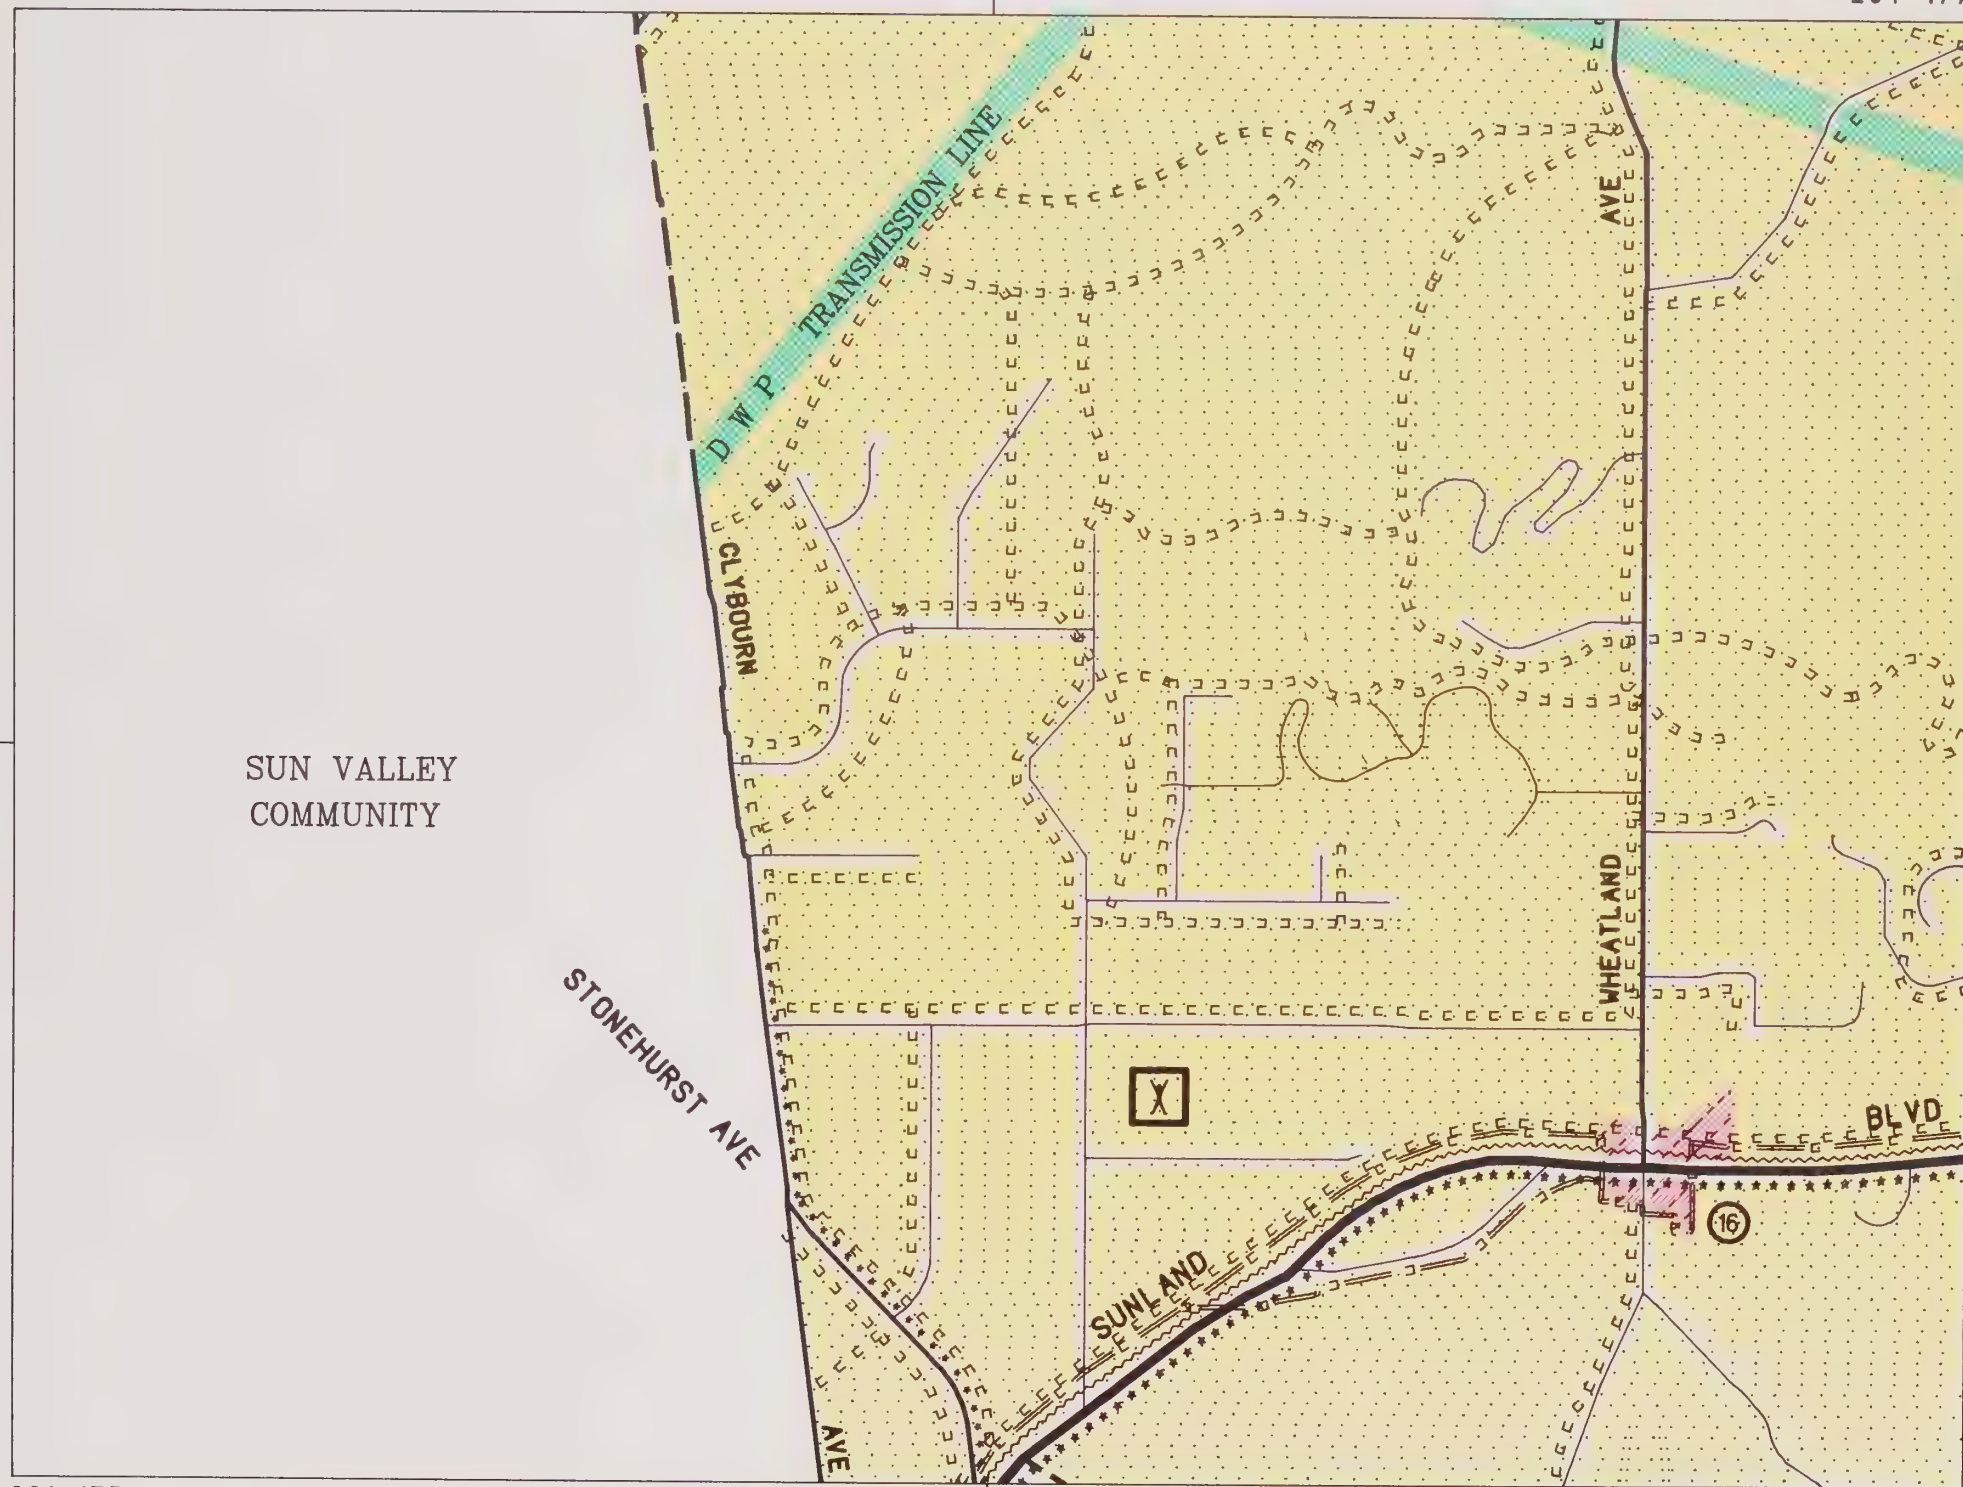 D W P TRANSMISSION LINE
AVE
CLYBOURN
SUN VALLEY
COMMUNITY
WHEATLAND
STONEHURST AVE
BLVD
16
SUNLAND
AVE